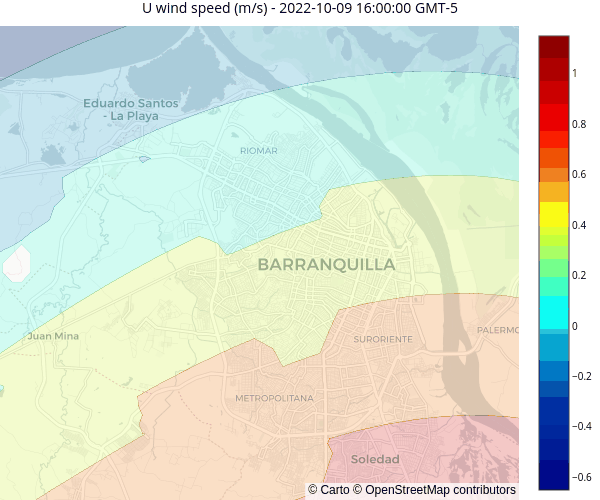 U wind speed (m/s) - 2022-10-09 16:00:00 GMT-5
1
0.8
0.6
0.4
0.2
0
−0.2
−0.4
−0.6
Eduardo Santos
- La Playa
RIOMAR
BARRANQUILLA
Juan Mina
SURORIENTE
PALERMO
METROPOLITANA
Soledad
© Carto © OpenStreetMap contributors